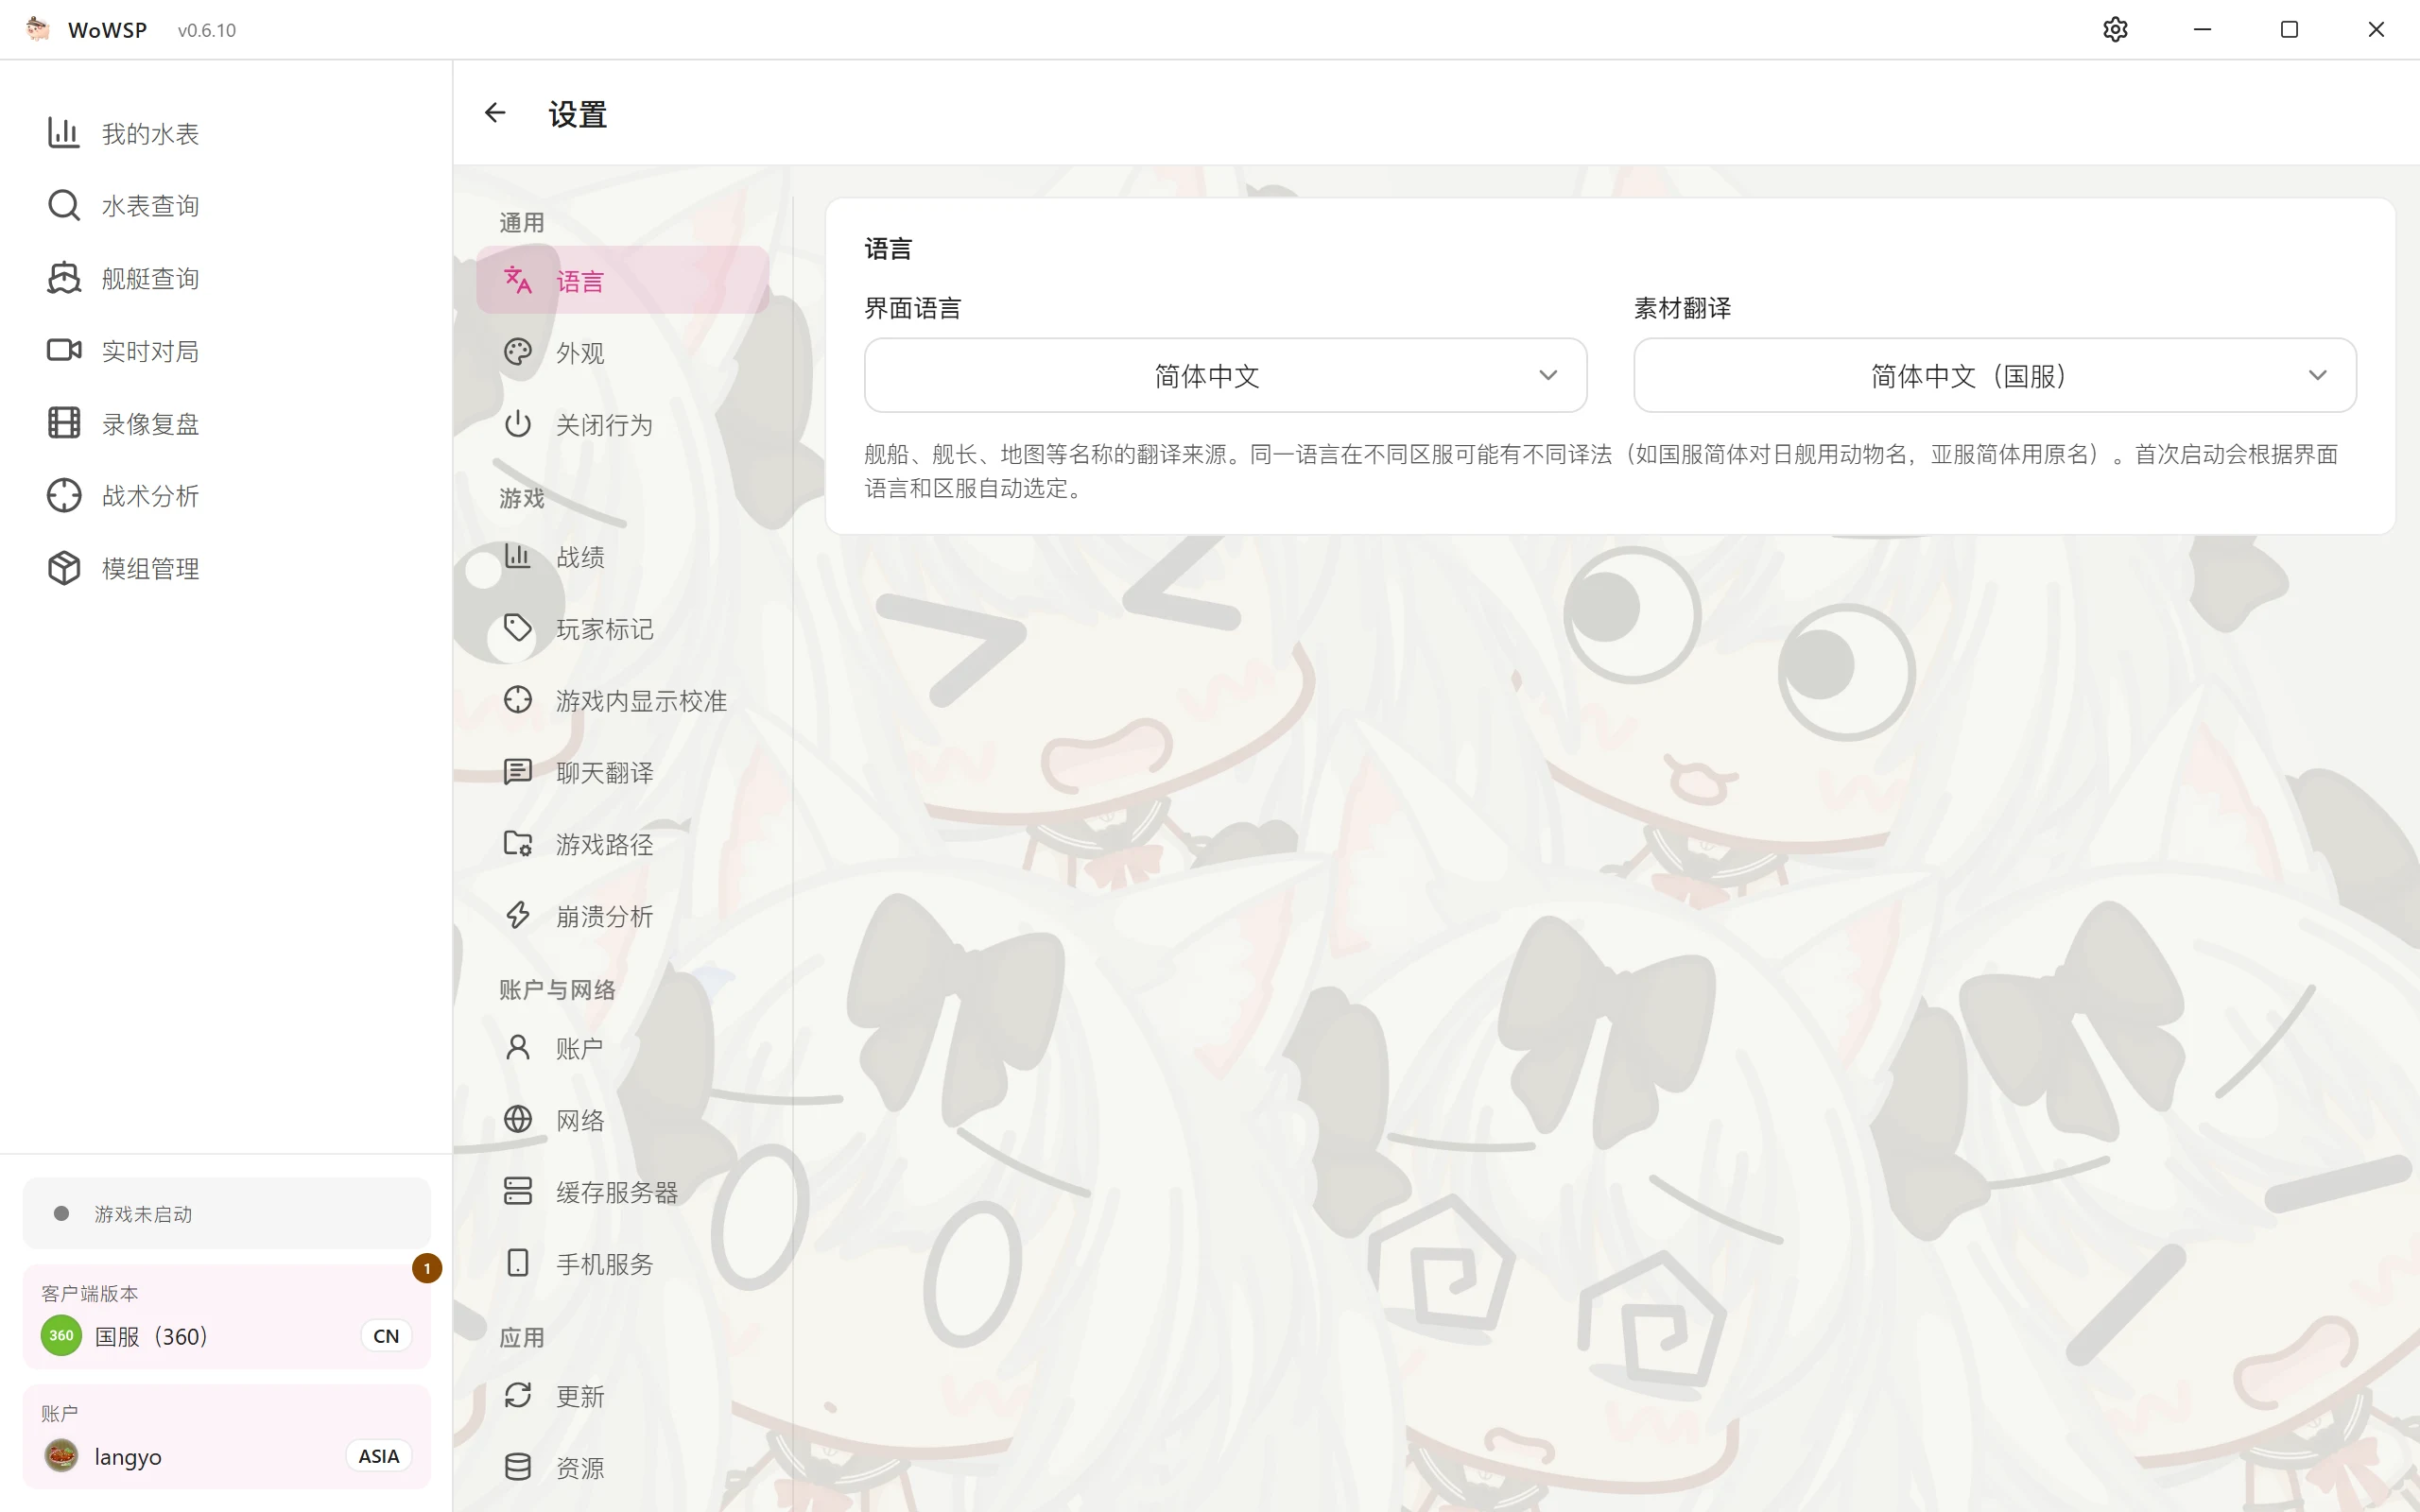 WoWSP v0.6.10
我的水表
水表查询
舰艇查询
实时对局
录像复盘
战术分析
模组管理
游戏未启动
1
客户端版本
360 国服（360） CN
账户
langyo ASIA
设置
通用
语言
外观
关闭行为
游戏
战绩
玩家标记
游戏内显示校准
聊天翻译
游戏路径
崩溃分析
账户与网络
账户
网络
缓存服务器
手机服务
应用
更新
资源
语言
界面语言
简体中文
素材翻译
简体中文（国服）
舰船、舰长、地图等名称的翻译来源。同一语言在不同区服可能有不同译法（如国服简体对日舰用动物名，亚服简体用原名）。首次启动会根据界面
语言和区服自动选定。